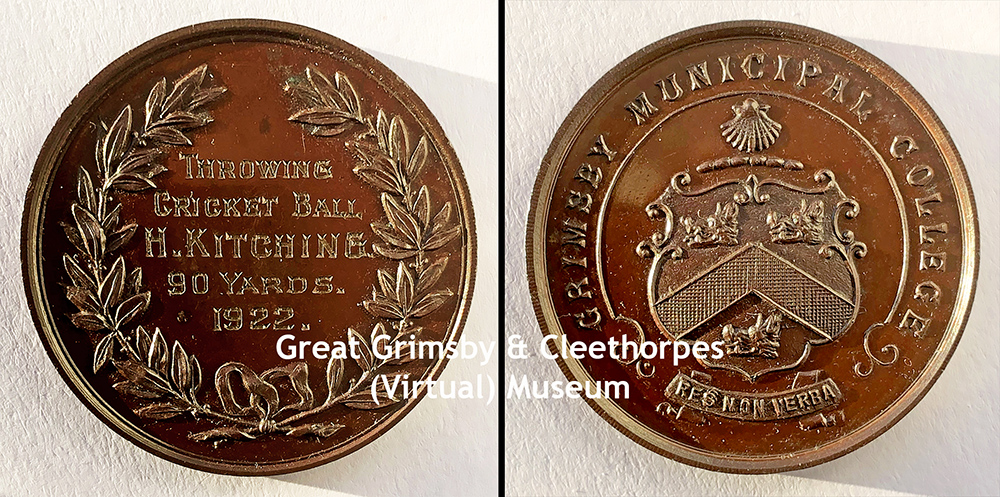 THROWING
CRICKET BALL
H. KITCHING.
90 YARDS.
1922.
GRIMSBY MUNICIPAL COLLEGE
RES NON VERBA
Great Grimsby & Cleethorpes
(Virtual) Museum